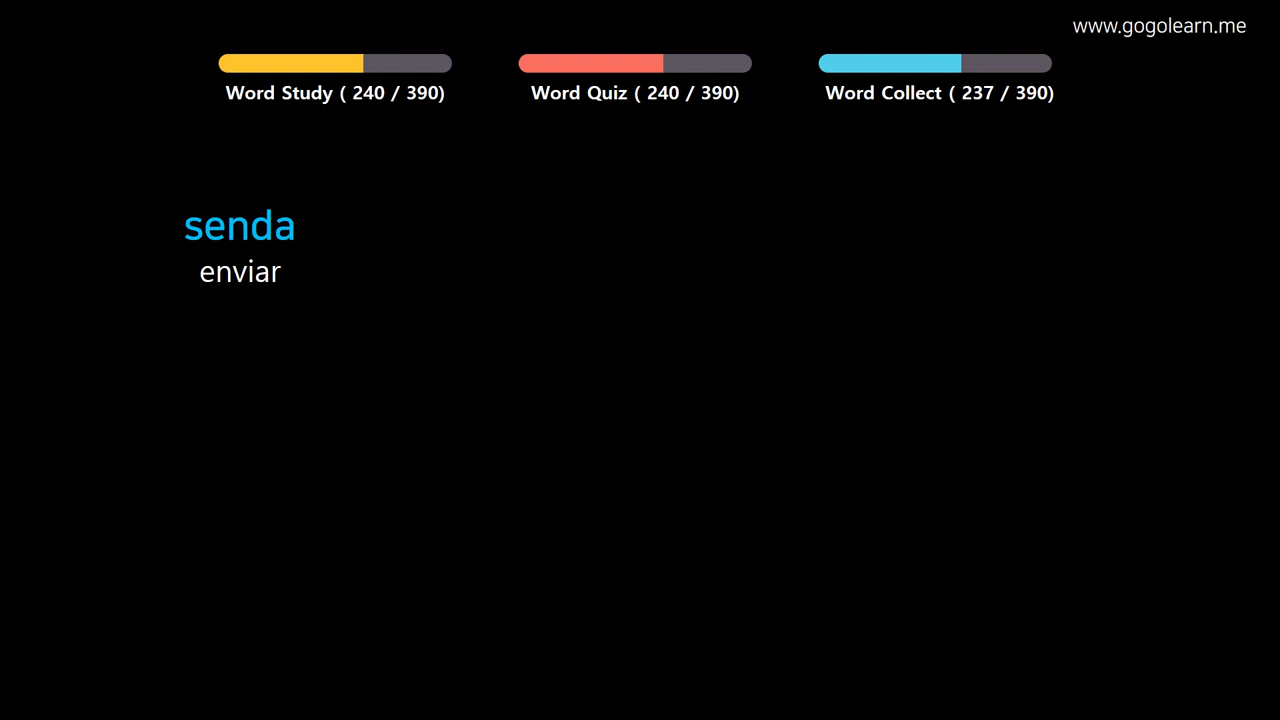 www.gogolearn.me
Word Study ( 240 / 390)
Word Quiz ( 240 / 390)
Word Collect ( 237 / 390)
senda
enviar